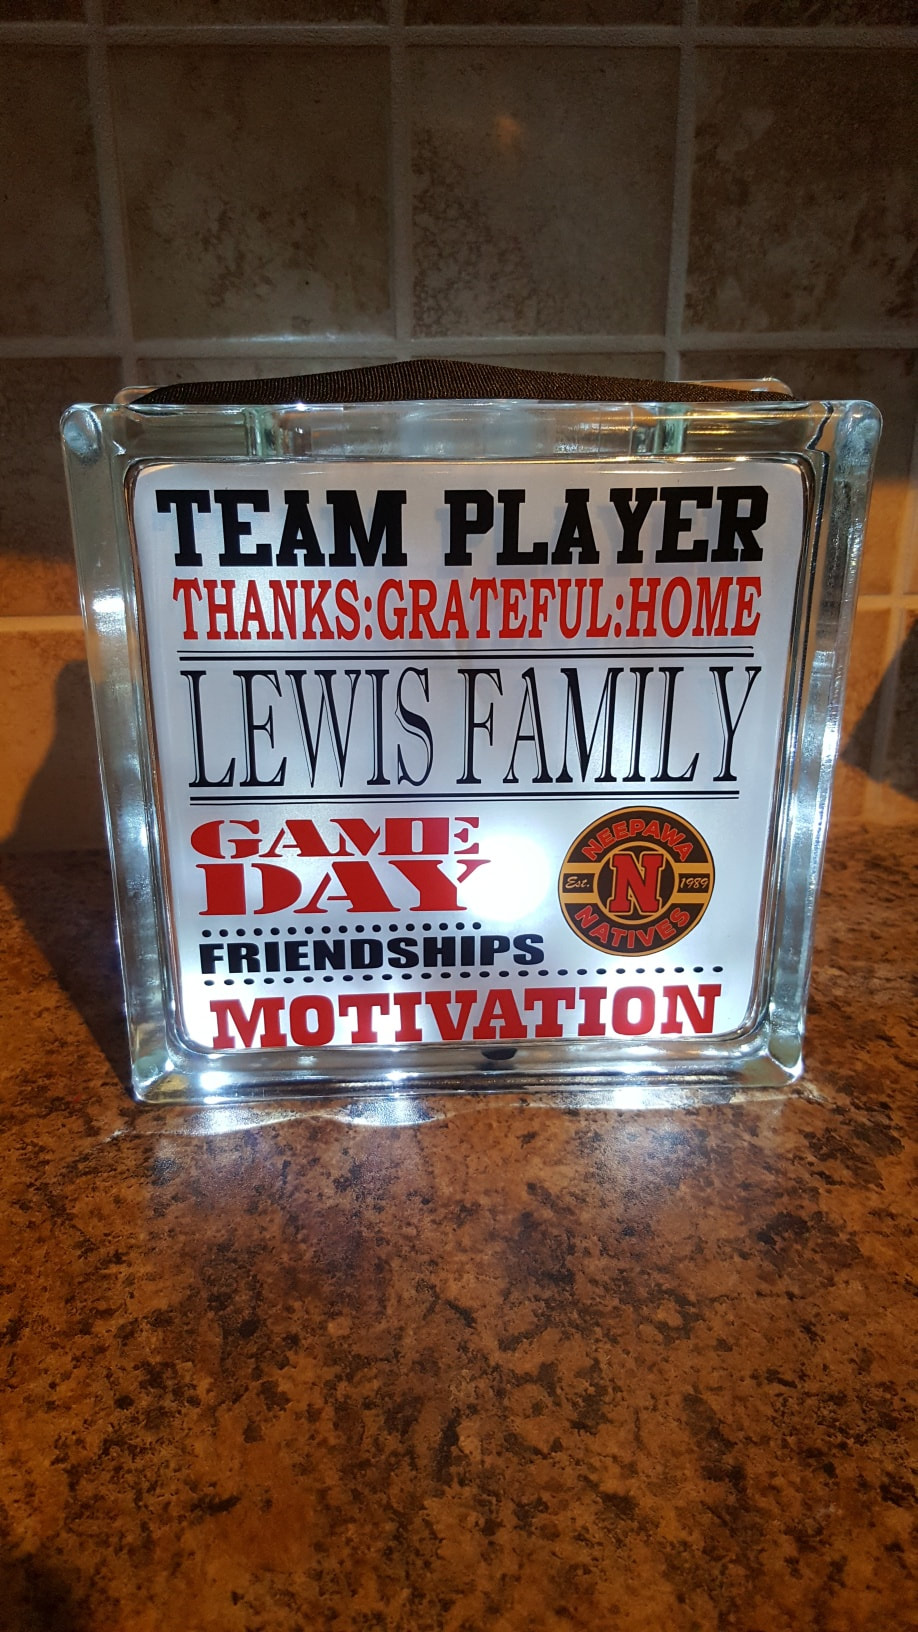 TEAM PLAYER
THANKS:GRATEFUL:HOME
LEWIS FAMILY
GAME
DAY
NEEPAWA
Est. N 1989
NATIVES
FRIENDSHIPS
MOTIVATION